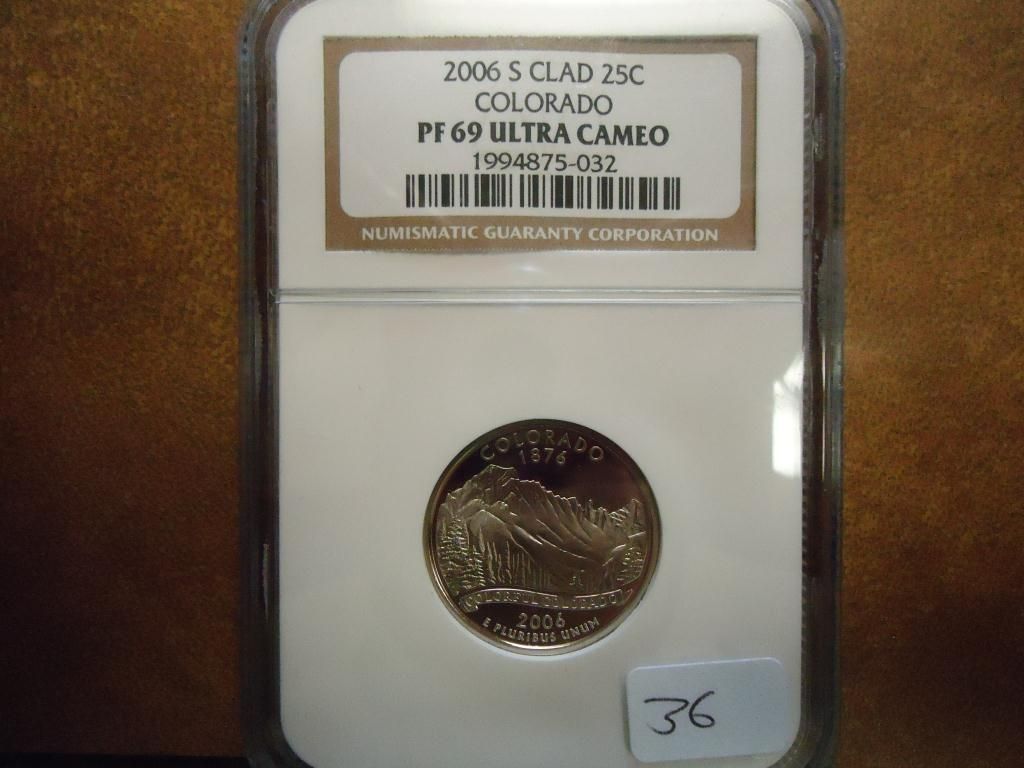 2006 S CLAD 25C
COLORADO
PF 69 ULTRA CAMEO
1994875-032
NUMISMATIC GUARANTY CORPORATION
COLORADO
1876
COLORFUL COLORADO
2006
E PLURIBUS UNUM
36